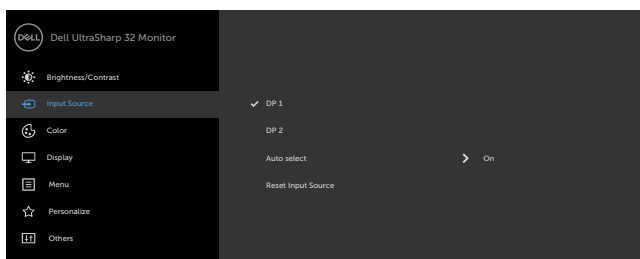 DELL Dell UltraSharp 32 Monitor
Brightness/Contrast
Input Source
DP 1
Color
DP 2
Display
Auto select On
Menu
Reset Input Source
Personalize
Others